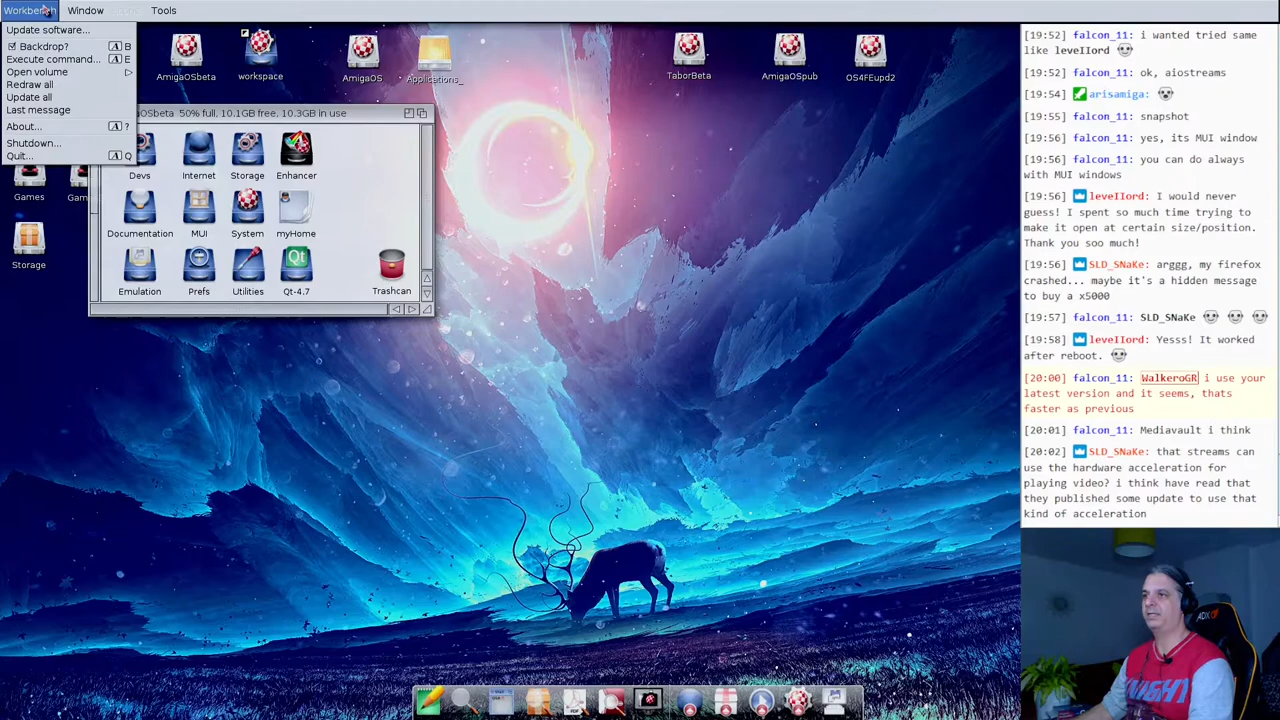 Workbench
Window
Icons
Tools
Update software...
Backdrop? A B
Execute command... A E
Open volume
Redraw all
Update all
Last message
About... A ?
Shutdown...
Quit... A Q
AmigaOSbeta
workspace
AmigaOS
Applications_
TaborBeta
AmigaOSpub
OS4FEupd2
OSbeta 50% full, 10.1GB free, 10.3GB in use
Devs
Internet
Storage
Enhancer
Documentation
MUI
System
myHome
Emulation
Prefs
Utilities
Qt
Qt-4.7
Trashcan
Games
Gam
Storage
[19:52] falcon_11: i wanted tried same
like leveIIord
[19:52] falcon_11: ok, aiostreams
[19:54] arisamiga:
[19:55] falcon_11: snapshot
[19:56] falcon_11: yes, its MUI window
[19:56] falcon_11: you can do always
with MUI windows
[19:56] leveIIord: I would never
guess! I spent so much time trying to
make it open at certain size/position.
Thank you soo much!
[19:56] SLD_SNaKe: arggg, my firefox
crashed... maybe it's a hidden message
to buy a x5000
[19:57] falcon_11: SLD_SNaKe
[19:58] leveIIord: Yesss! It worked
after reboot.
[20:00] falcon_11: WalkeroGR i use your
latest version and it seems, thats
faster as previous
[20:01] falcon_11: Mediavault i think
[20:02] SLD_SNaKe: that streams can
use the hardware acceleration for
playing video? i think have read that
they published some update to use that
kind of acceleration
PDF